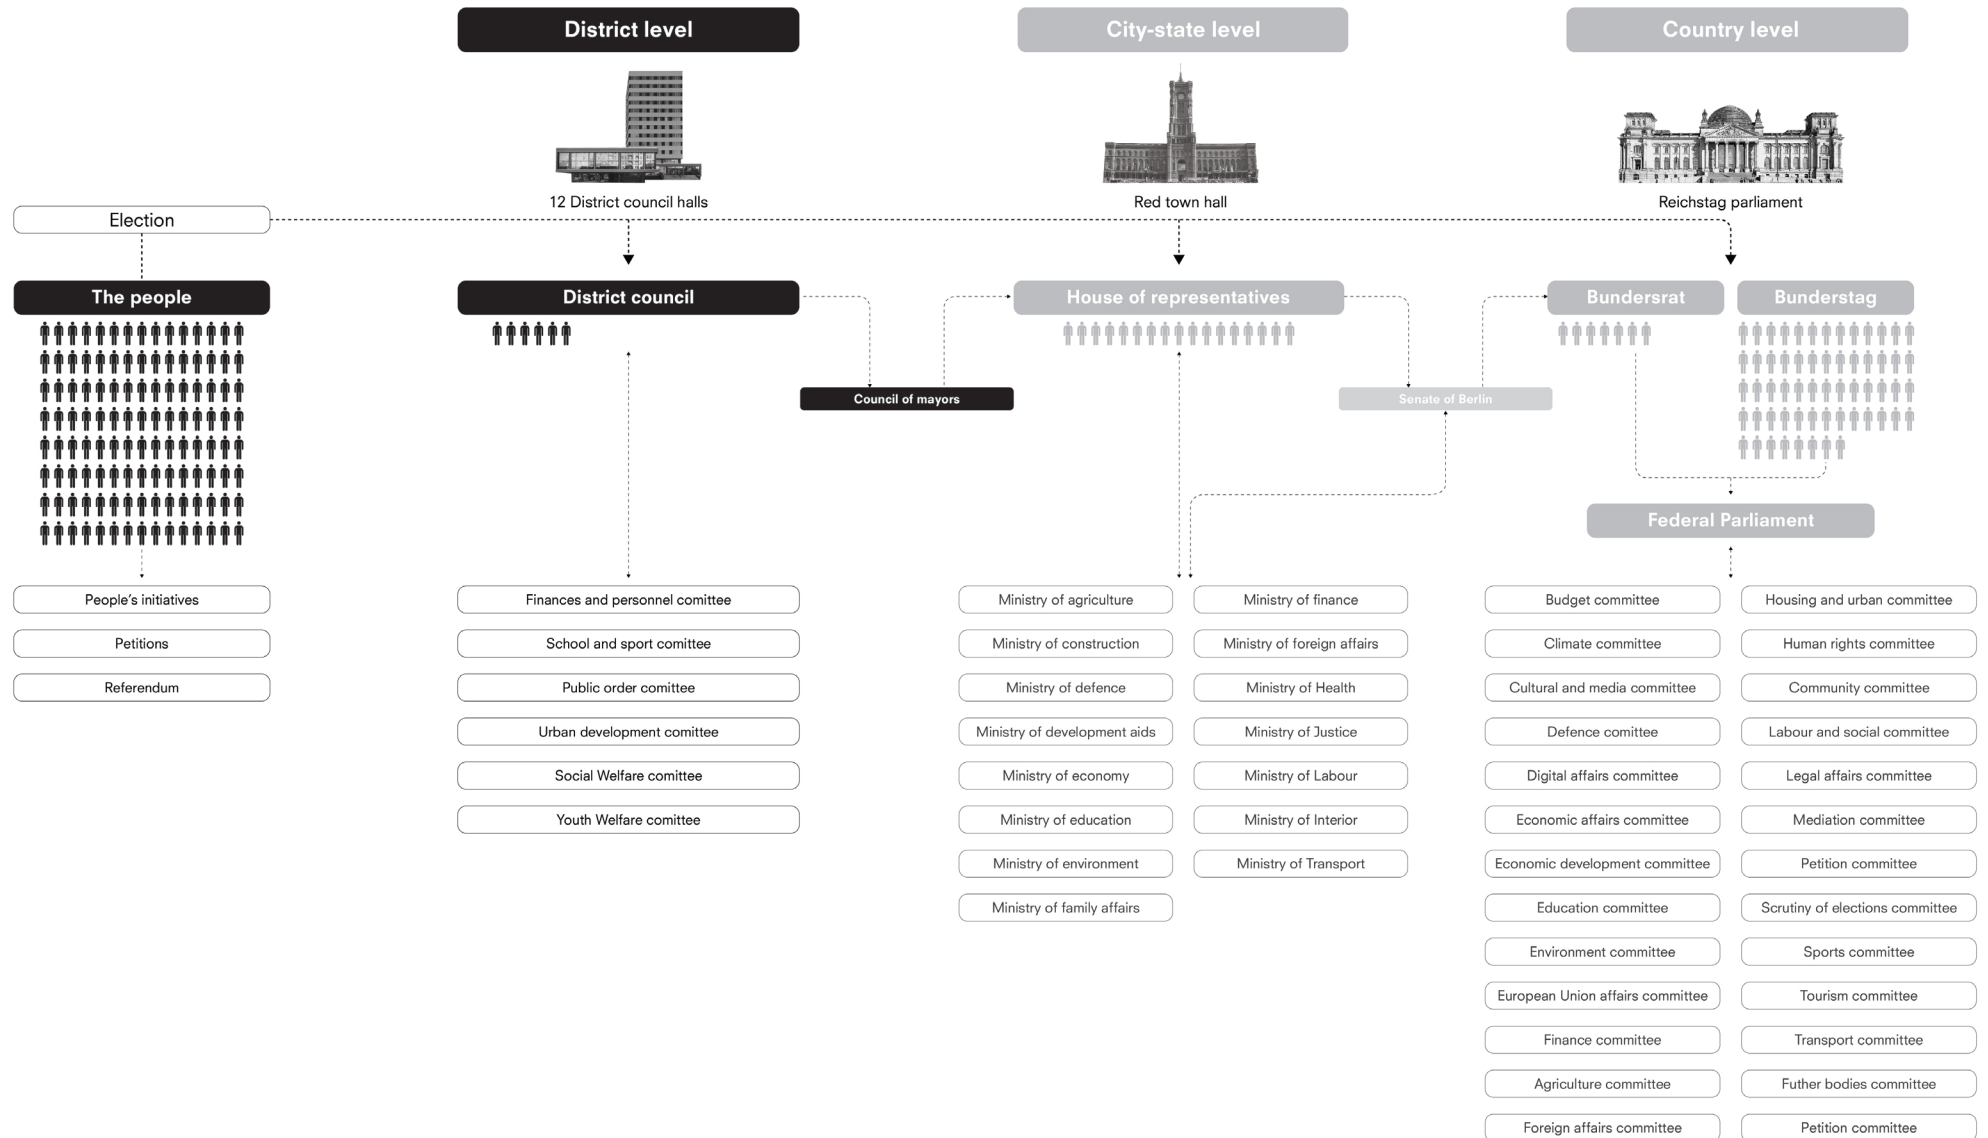 District level
City-state level
Country level
12 District council halls
Red town hall
Reichstag parliament
Election
The people
District council
House of representatives
Bundersrat
Bunderstag
Council of mayors
Senate of Berlin
Federal Parliament
People's initiatives
Petitions
Referendum
Finances and personnel comittee
School and sport comittee
Public order comittee
Urban development comittee
Social Welfare comittee
Youth Welfare comittee
Ministry of agriculture
Ministry of construction
Ministry of defence
Ministry of development aids
Ministry of economy
Ministry of education
Ministry of environment
Ministry of family affairs
Ministry of finance
Ministry of foreign affairs
Ministry of Health
Ministry of Justice
Ministry of Labour
Ministry of Interior
Ministry of Transport
Budget committee
Climate committee
Cultural and media committee
Defence comittee
Digital affairs committee
Economic affairs committee
Economic development committee
Education committee
Environment committee
European Union affairs committee
Finance committee
Agriculture committee
Foreign affairs committee
Housing and urban committee
Human rights committee
Community committee
Labour and social committee
Legal affairs committee
Mediation committee
Petition committee
Scrutiny of elections committee
Sports committee
Tourism committee
Transport committee
Futher bodies committee
Petition committee